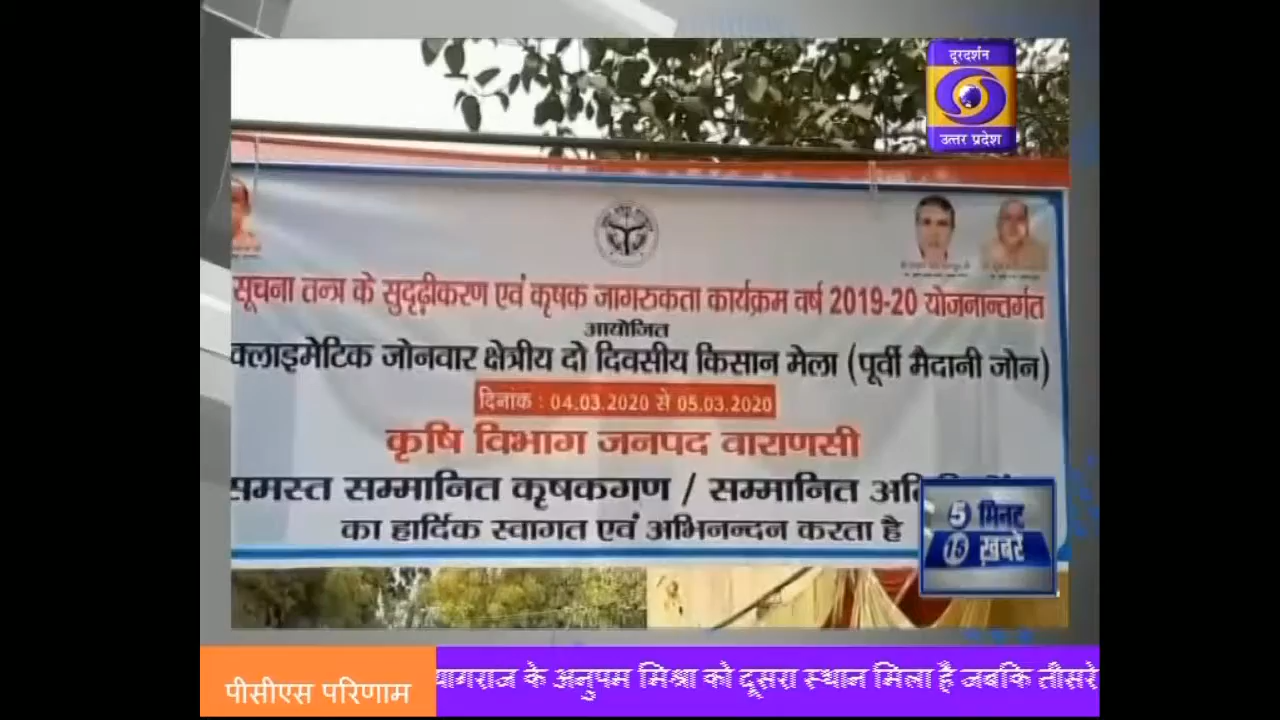 दूरदर्शन
उत्तर प्रदेश
सूचना तन्त्र के सुदृढ़ीकरण एवं कृषक जागरुकता कार्यक्रम वर्ष 2019-20 योजनान्तर्गत
आयोजित
क्लाइमेटिक जोनवार क्षेत्रीय दो दिवसीय किसान मेला (पूर्वी मैदानी जोन)
दिनांक : 04.03.2020 से 05.03.2020
कृषि विभाग जनपद वाराणसी
समस्त सम्मानित कृषकगण / सम्मानित
का हार्दिक स्वागत एवं अभिनन्दन करता है
5 मिनट
15 ख़बरें
पीसीएस परिणाम
के अनुपम मिश्रा को दूसरा स्थान मिला है जबकि तीसरे